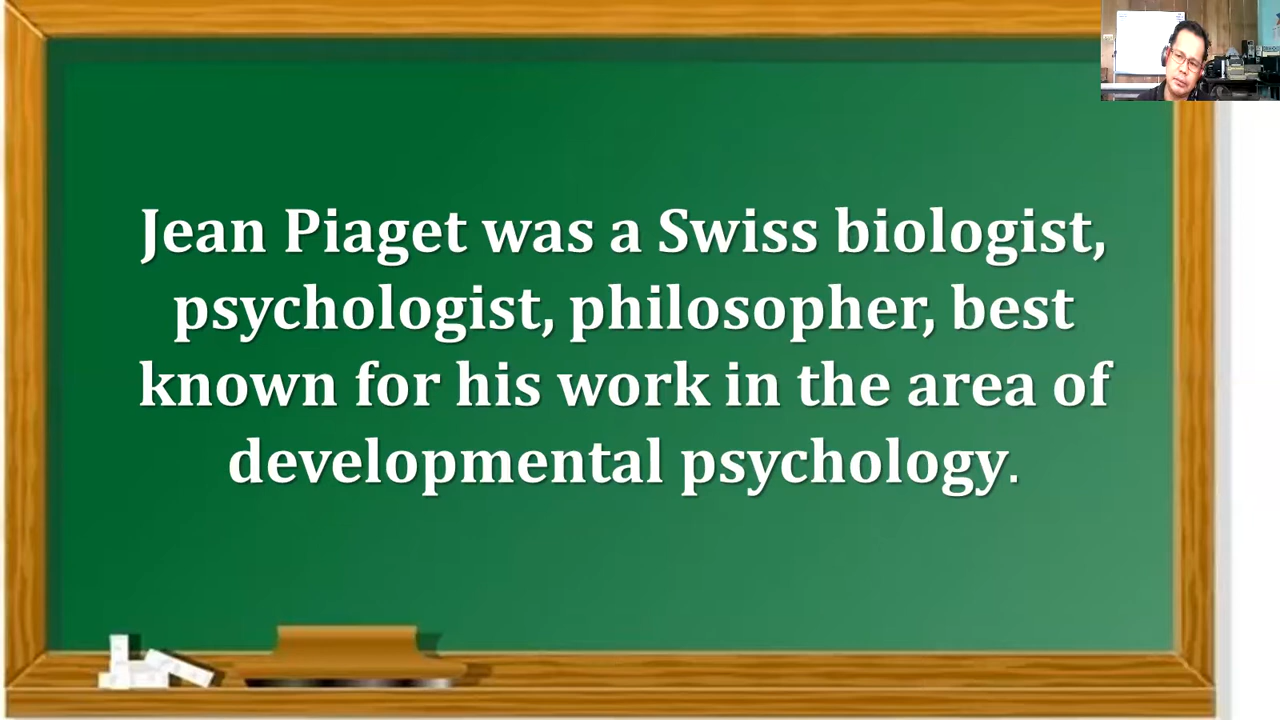 Jean Piaget was a Swiss biologist,
psychologist, philosopher, best
known for his work in the area of
developmental psychology.